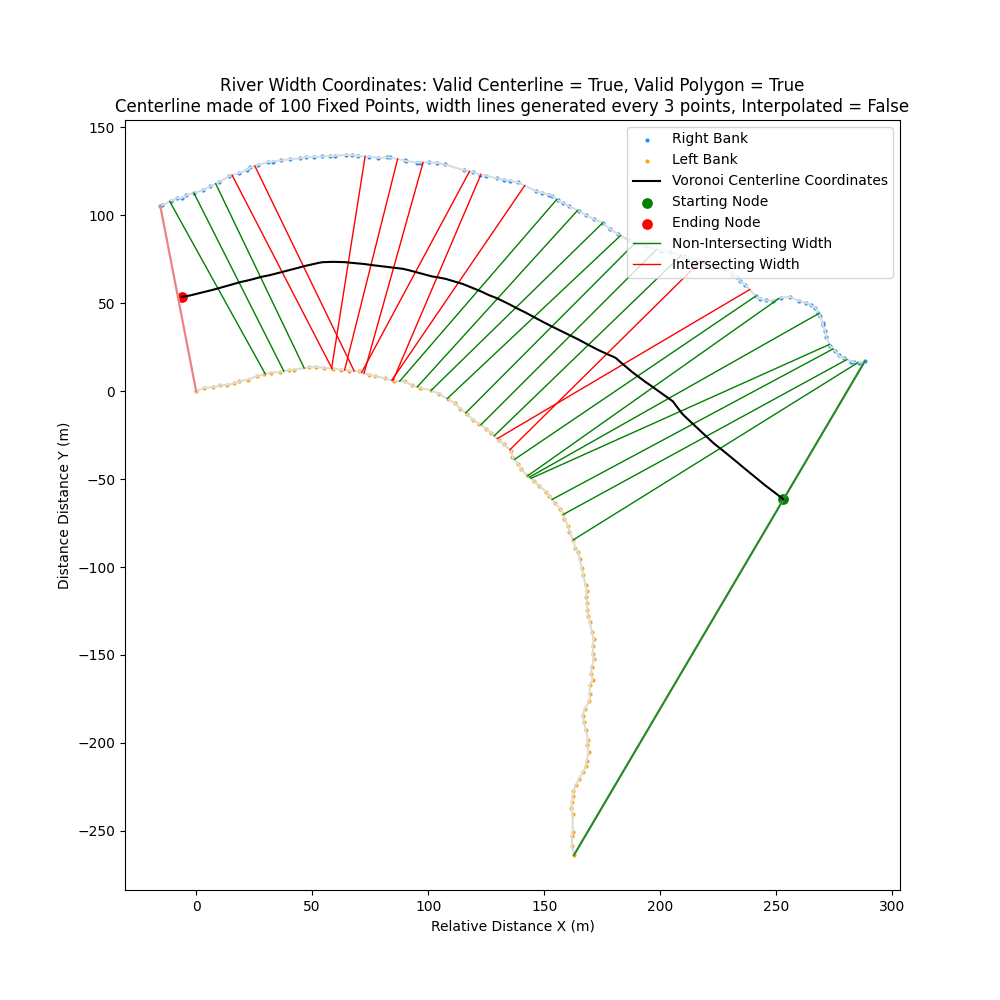 River Width Coordinates: Valid Centerline = True, Valid Polygon = True
Centerline made of 100 Fixed Points, width lines generated every 3 points, Interpolated = False
Right Bank
Left Bank
Voronoi Centerline Coordinates
Starting Node
Ending Node
Non-Intersecting Width
Intersecting Width
150
100
50
0
−50
−100
−150
−200
−250
Distance Distance Y (m)
0 50 100 150 200 250 300
Relative Distance X (m)